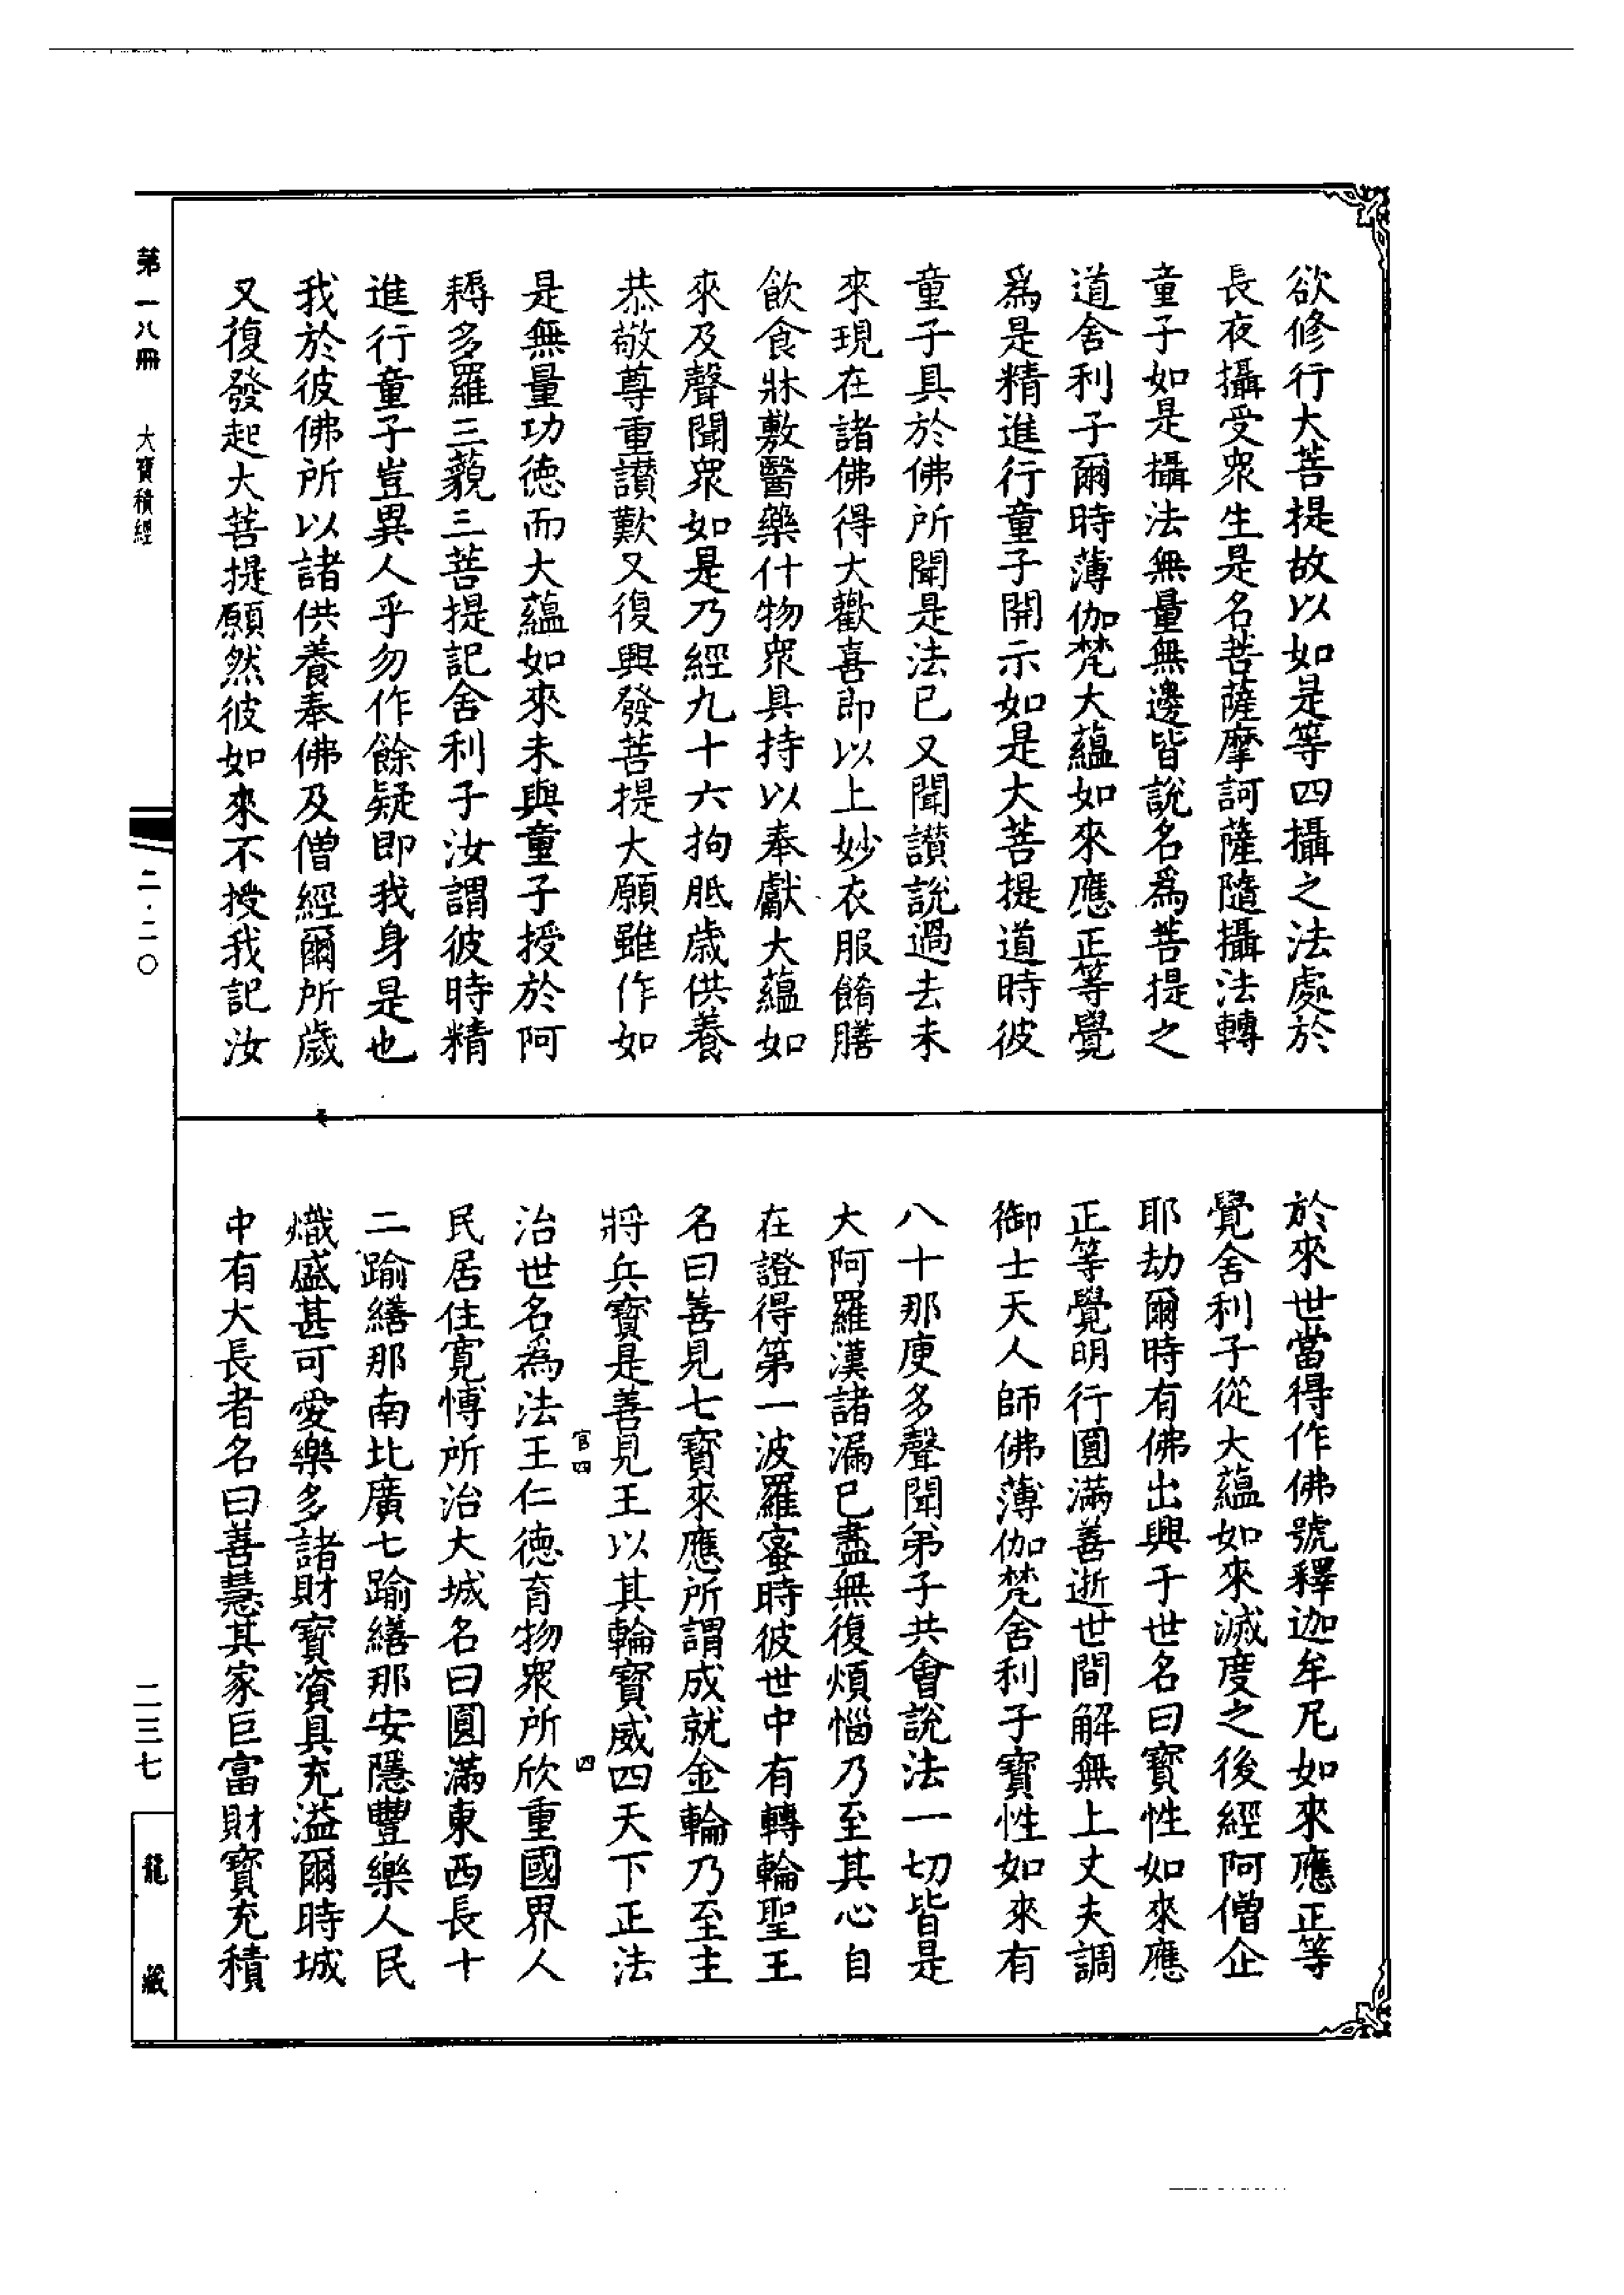 欲修行大菩提故以如是等四攝之法處於
長夜攝受眾生是名菩薩摩訶薩隨攝法轉
童子如是攝法無量無邊皆說名為菩提之
道舍利子爾時薄伽梵大蘊如來應正等覺
為是精進行童子開示如是大菩提道時彼
童子具於佛所聞是法已又聞讚說過去未
來現在諸佛得大歡喜即以上妙衣服餚膳
飲食牀敷醫藥什物眾具持以奉獻大蘊如
來及聲聞眾如是乃經九十六拘胝歲供養
恭敬尊重讚歎又復興發菩提大願雖作如
是無量功德而大蘊如來未與童子授於阿
耨多羅三藐三菩提記舍利子汝謂彼時精
進行童子豈異人乎勿作餘疑即我身是也
我於彼佛所以諸供養奉佛及僧經爾所歲
又復發起大菩提願然彼如來不授我記汝
於來世當得作佛號釋迦牟尼如來應正等
覺舍利子從大蘊如來滅度之後經阿僧企
耶劫爾時有佛出興于世名曰寶性如來應
正等覺明行圓滿善逝世間解無上丈夫調
御士天人師佛薄伽梵舍利子寶性如來有
八十那庾多聲聞弟子共會說法一切皆是
大阿羅漢諸漏已盡無復煩惱乃至其心自
在證得第一波羅蜜時彼世中有轉輪聖王
名曰善見七寶來應所謂成就金輪乃至主
將兵寶是善見王以其輪寶威四天下正法
官四
四
治世名為法王仁德育物眾所欣重國界人
民居住寬博所治大城名曰圓滿東西長十
二踰繕那南北廣七踰繕那安隱豐樂人民
熾盛甚可愛樂多諸財寶資具充溢爾時城
中有大長者名曰善慧其家巨富財寶充積
第一八冊
大寶積經
二·二〇
二三七
龍藏